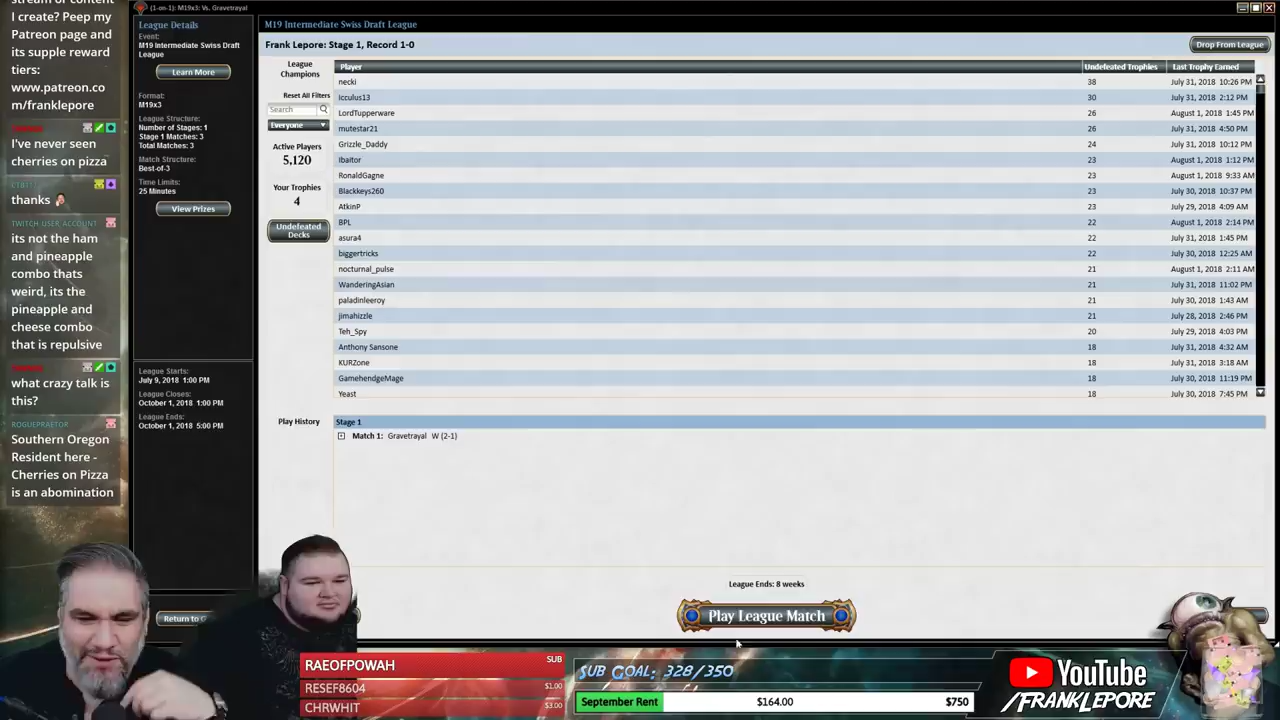 stream of content
I create? Peep my
Patreon page and
its supple reward
tiers:
www.patreo.co
m/franklepore
I've never seen
cherries on pizza
thanks
TWITCH_USER_ACCOUNT
its not the ham
and pineapple
combo thats
weird, its the
pineapple and
cheese combo
that is repulsive
what crazy talk is
this?
ROGUEPRAETOR
Southern Oregon
Resident here -
Cherries on Pizza
is an abomination
(1-on-1): M19x3: Vs. Gravetrayal
League Details
Event:
M19 Intermediate Swiss Draft
League
Learn More
Format:
M19x3
League Structure:
Number of Stages: 1
Stage 1 Matches: 3
Total Matches: 3
Match Structure:
Best-of-3
Time Limits:
25 Minutes
View Prizes
League Starts:
July 9, 2018 1:00 PM
League Closes:
October 1, 2018 1:00 PM
League Ends:
October 1, 2018 5:00 PM
Return to
M19 Intermediate Swiss Draft League
Frank Lepore: Stage 1, Record 1-0
Drop From League
League
Champions
Reset All Filters
Search
Everyone
Active Players
5,120
Your Trophies
4
Undefeated
Decks
Player Undefeated Trophies Last Trophy Earned
necki 38 July 31, 2018 10:26 PM
Icculus13 30 July 31, 2018 2:12 PM
LordTupperware 26 August 1, 2018 1:45 PM
mutestar21 26 July 31, 2018 4:50 PM
Grizzle_Daddy 24 July 31, 2018 10:12 PM
lbaitor 23 August 1, 2018 1:12 PM
RonaldGagne 23 August 1, 2018 9:33 AM
Blackkeys260 23 July 30, 2018 10:37 PM
AtkinP 23 July 29, 2018 4:09 AM
BPL 22 August 1, 2018 2:14 PM
asura4 22 July 31, 2018 1:45 PM
biggertricks 22 July 30, 2018 12:25 AM
nocturnal_pulse 21 August 1, 2018 2:11 AM
WanderingAsian 21 July 31, 2018 11:02 PM
paladinleeroy 21 July 30, 2018 1:43 AM
jimahizzle 21 July 28, 2018 2:46 PM
Teh_Spy 20 July 29, 2018 4:03 PM
Anthony Sansone 18 July 31, 2018 4:32 AM
KURZone 18 July 31, 2018 3:18 AM
GamehendgeMage 18 July 30, 2018 11:19 PM
Yeast 18 July 30, 2018 7:45 PM
Play History
Stage 1
Match 1: Gravetrayal W (2-1)
League Ends: 8 weeks
Play League Match
RAEOFPOWAH SUB
RESEF8604 $1.00
CHRWHIT $3.00
SUB GOAL: 328/350
September Rent $164.00 $750
YouTube
/FRANKLEPORE